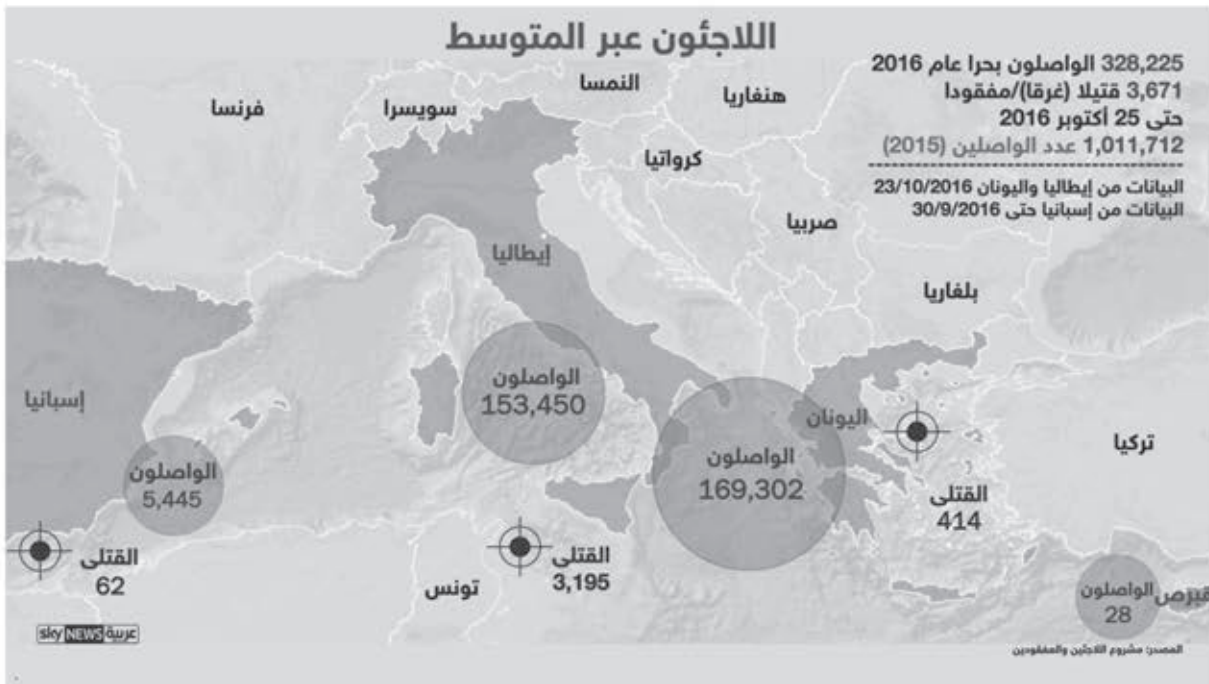 اللاجئون عبر المتوسط
328,225 الواصلون بحرا عام 2016
3,671 قتيلا (غرقا)/مفقودا
حتى 25 أكتوبر 2016
1,011,712 عدد الواصلين (2015)
البيانات من إيطاليا واليونان 23/10/2016
البيانات من إسبانيا حتى 30/9/2016
هنغاريا
النمسا
سويسرا
فرنسا
كرواتيا
صربيا
إيطاليا
بلغاريا
الواصلون
153,450
إسبانيا
اليونان
تركيا
الواصلون
169,302
الواصلون
5,445
القتلى
414
القتلى
3,195
القتلى
62
تونس
قبرص
الواصلون
28
sky NEWS عربية
المصدر: مشروع اللاجئين والمفقودين